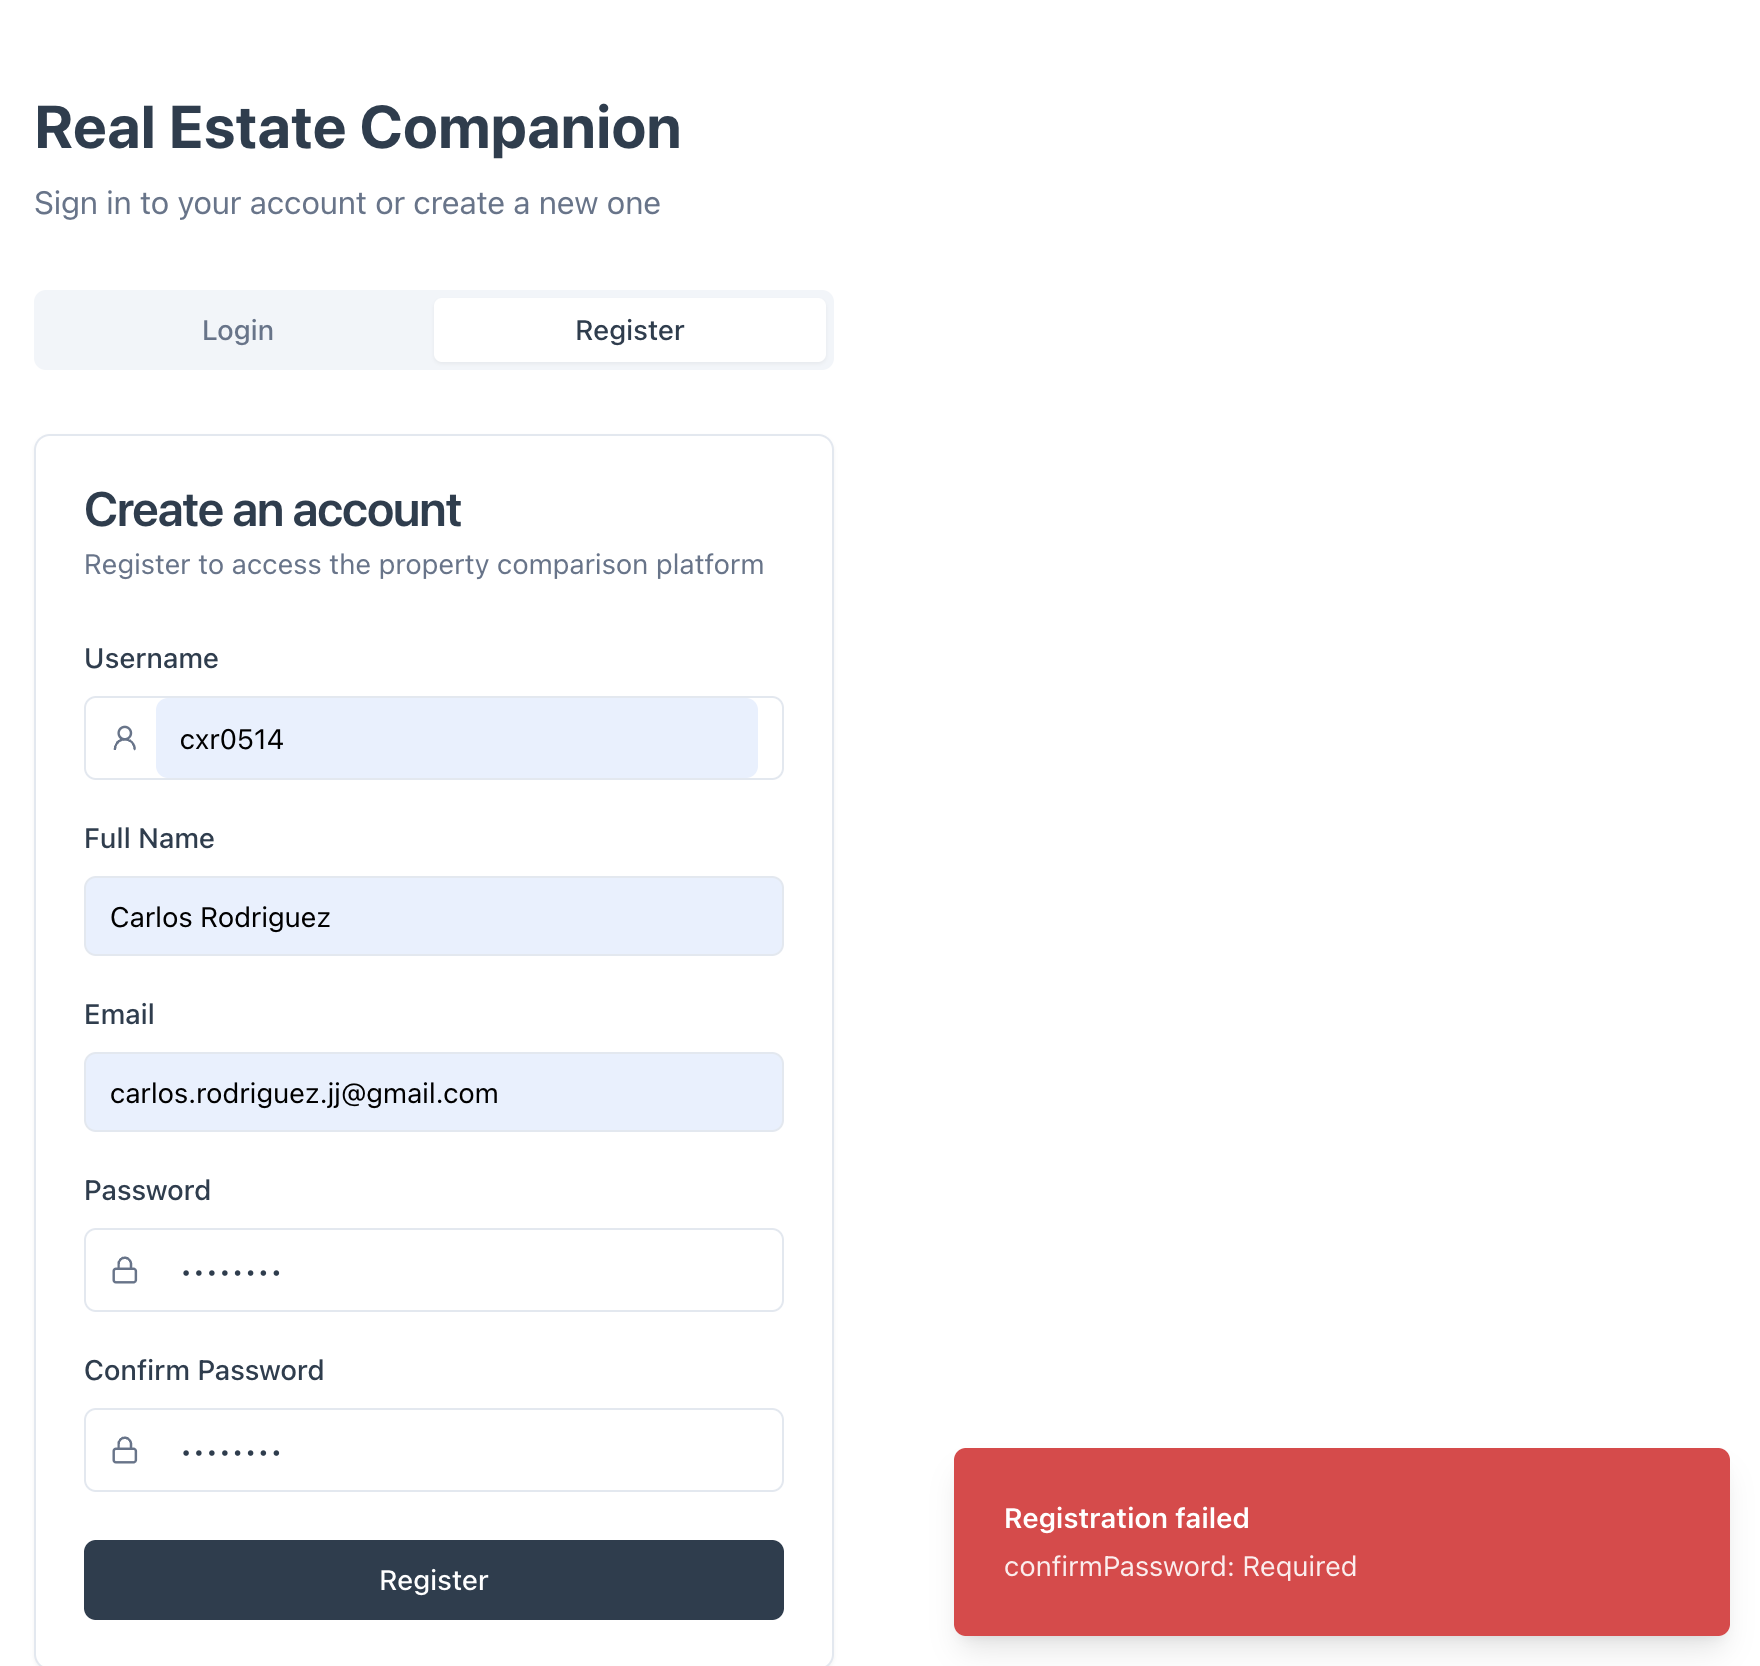 Real Estate Companion
Sign in to your account or create a new one
Login
Register
Create an account
Register to access the property comparison platform
Username
cxr0514
Full Name
Carlos Rodriguez
Email
carlos.rodriguez.jj@gmail.com
Password
••••••••
Confirm Password
••••••••
Register
Registration failed
confirmPassword: Required